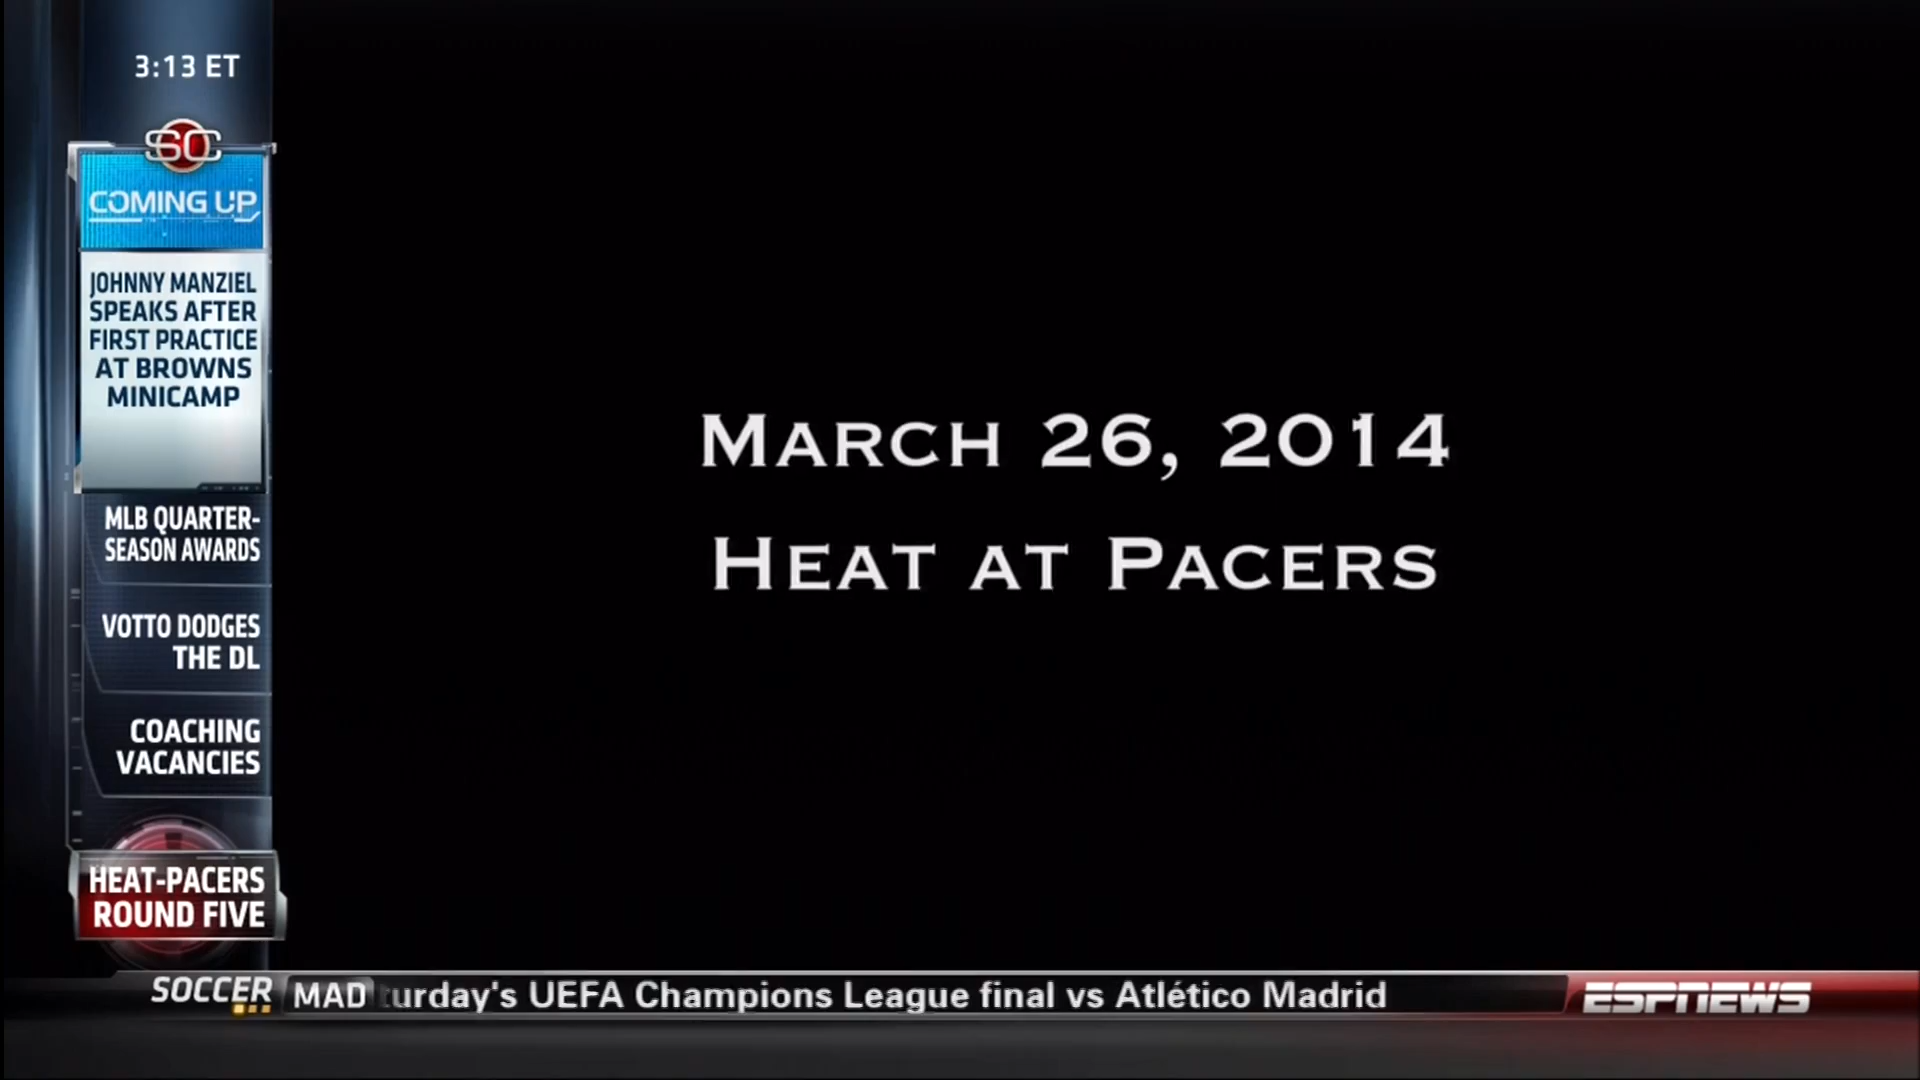 3:13 ET
SC
COMING UP
JOHNNY MANZIEL
SPEAKS AFTER
FIRST PRACTICE
AT BROWNS
MINICAMP
MLB QUARTER-
SEASON AWARDS
VOTTO DODGES
THE DL
COACHING
VACANCIES
HEAT-PACERS
ROUND FIVE
MARCH 26, 2014
HEAT AT PACERS
SOCCER MAD turday's UEFA Champions League final vs Atlético Madrid ESPNEWS